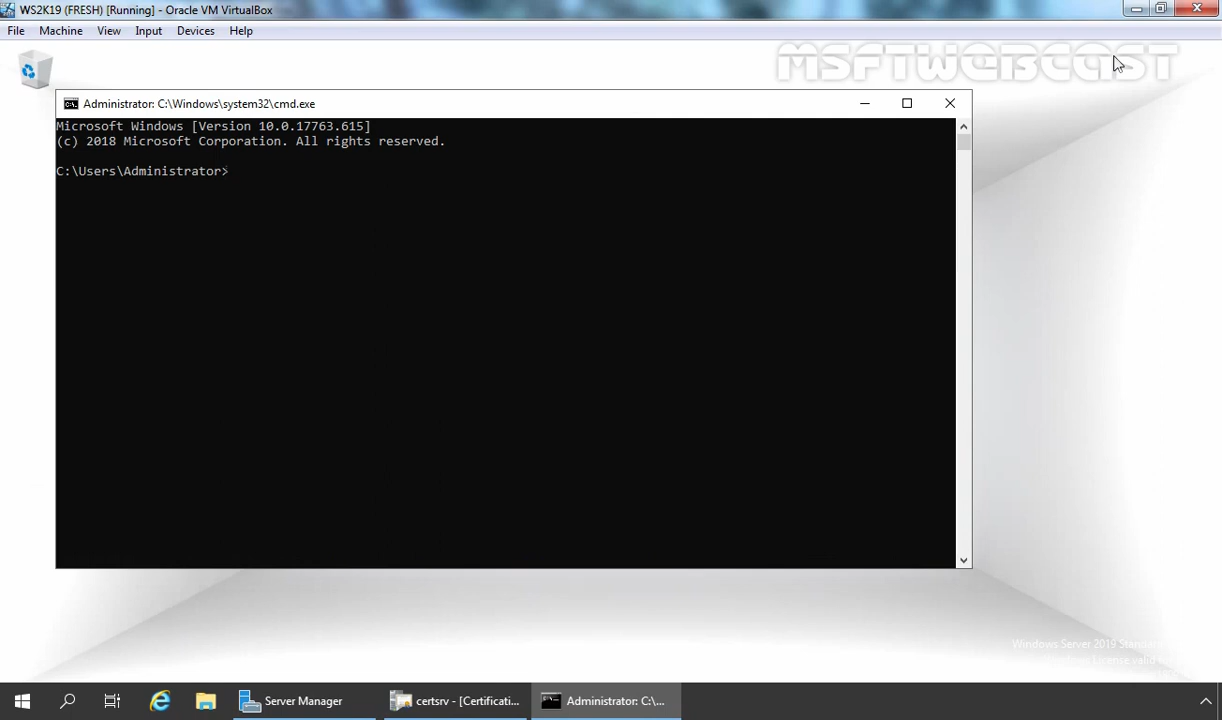 WS2K19 (FRESH) [Running] - Oracle VM VirtualBox
File Machine View Input Devices Help
MSFTWEBCAST
Administrator: C:\Windows\system32\cmd.exe
Microsoft Windows [Version 10.0.17763.615]
(c) 2018 Microsoft Corporation. All rights reserved.
C:\Users\Administrator>
Windows Server 2019
License valid
Server Manager
certsrv - [Certificati...
Administrator: C:\...